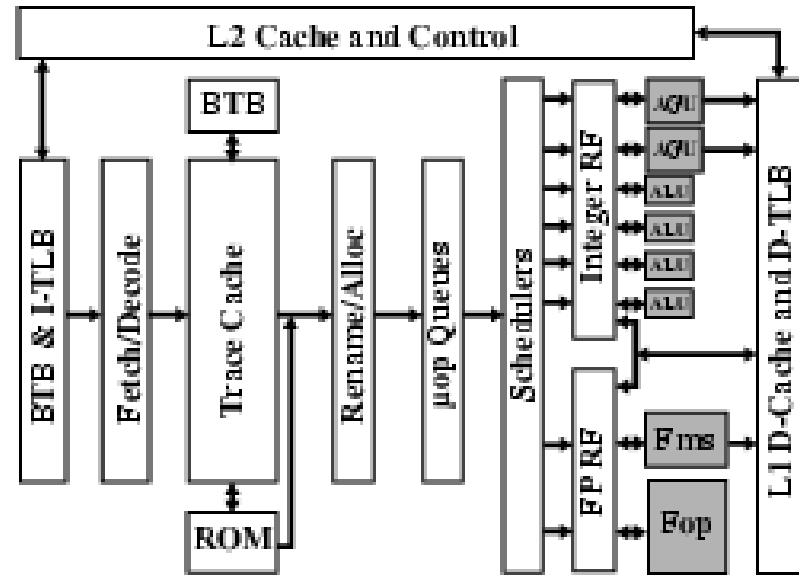 L2 Cache and Control
BTB
BTB & I-TLB
Fetch/Decode
Trace Cache
ROM
Rename/Alloc
µop Queues
Schedulers
Integer RF
FP RF
AGU
AGU
ALU
ALU
ALU
ALU
Fms
Fop
L1 D-Cache and D-TLB